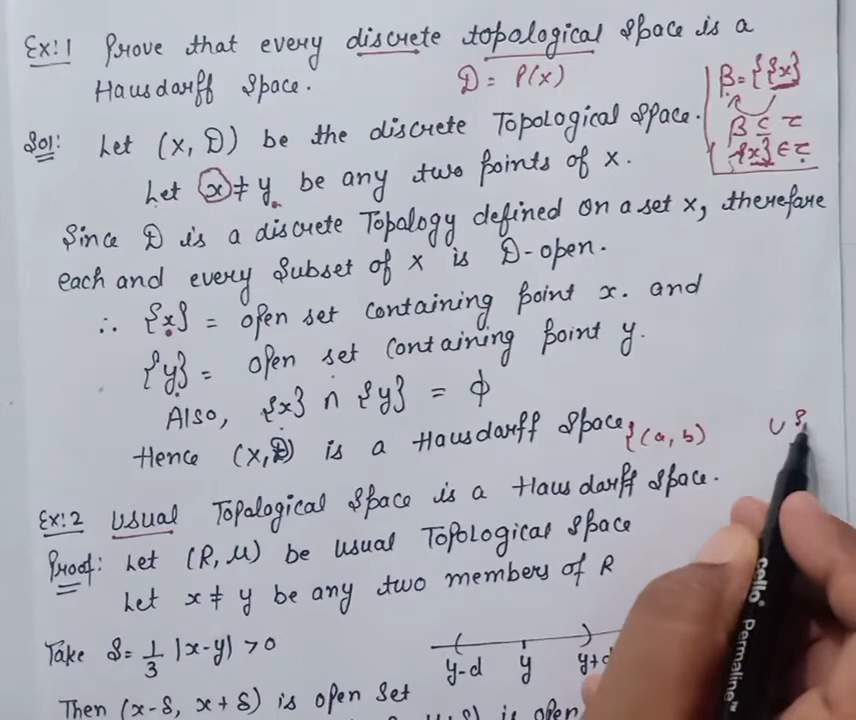 Ex:1 Prove that every discrete topological space is a
Hausdorff space. D = P(x)
β = {{x}
β ⊆ τ
{x} ∈ τ
Sol: Let (X, D) be the discrete Topological space.
Let x ≠ y be any two points of X.
Since D is a discrete Topology defined on a set X, therefore
each and every subset of X is D-open.
∴ {x} = open set containing point x. and
{y} = open set containing point y.
Also, {x} ∩ {y} = φ
Hence (X, D) is a Hausdorff space
{(a, b) ∪
Ex:2 Usual Topological space is a Hausdorff space.
Proof: Let (R, U) be Usual Topological space
Let x ≠ y be any two members of R
Take δ = 1/3 |x-y| > 0
y-d y y+d
Then (x-δ, x+δ) is open set
is open